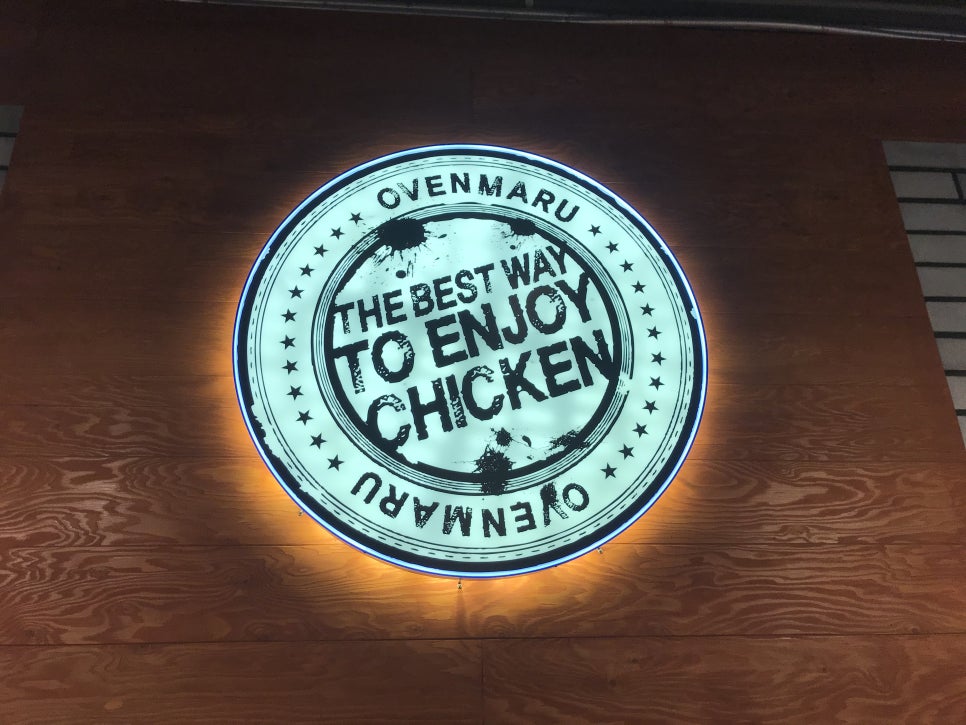 OVENMARU
THE BEST WAY
TO ENJOY
CHICKEN
OVENMARU